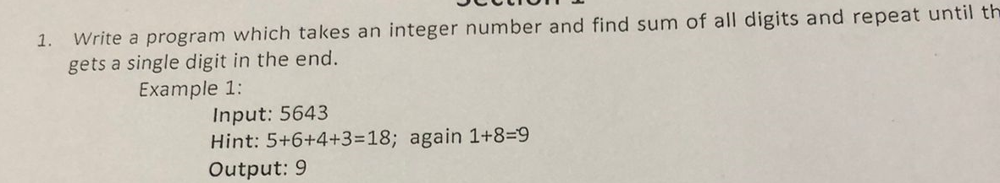 1. Write a program which takes an integer number and find sum of all digits and repeat until
gets a single digit in the end.
Example 1:
Input: 5643
Hint: 5+6+4+3=18; again 1+8=9
Output: 9